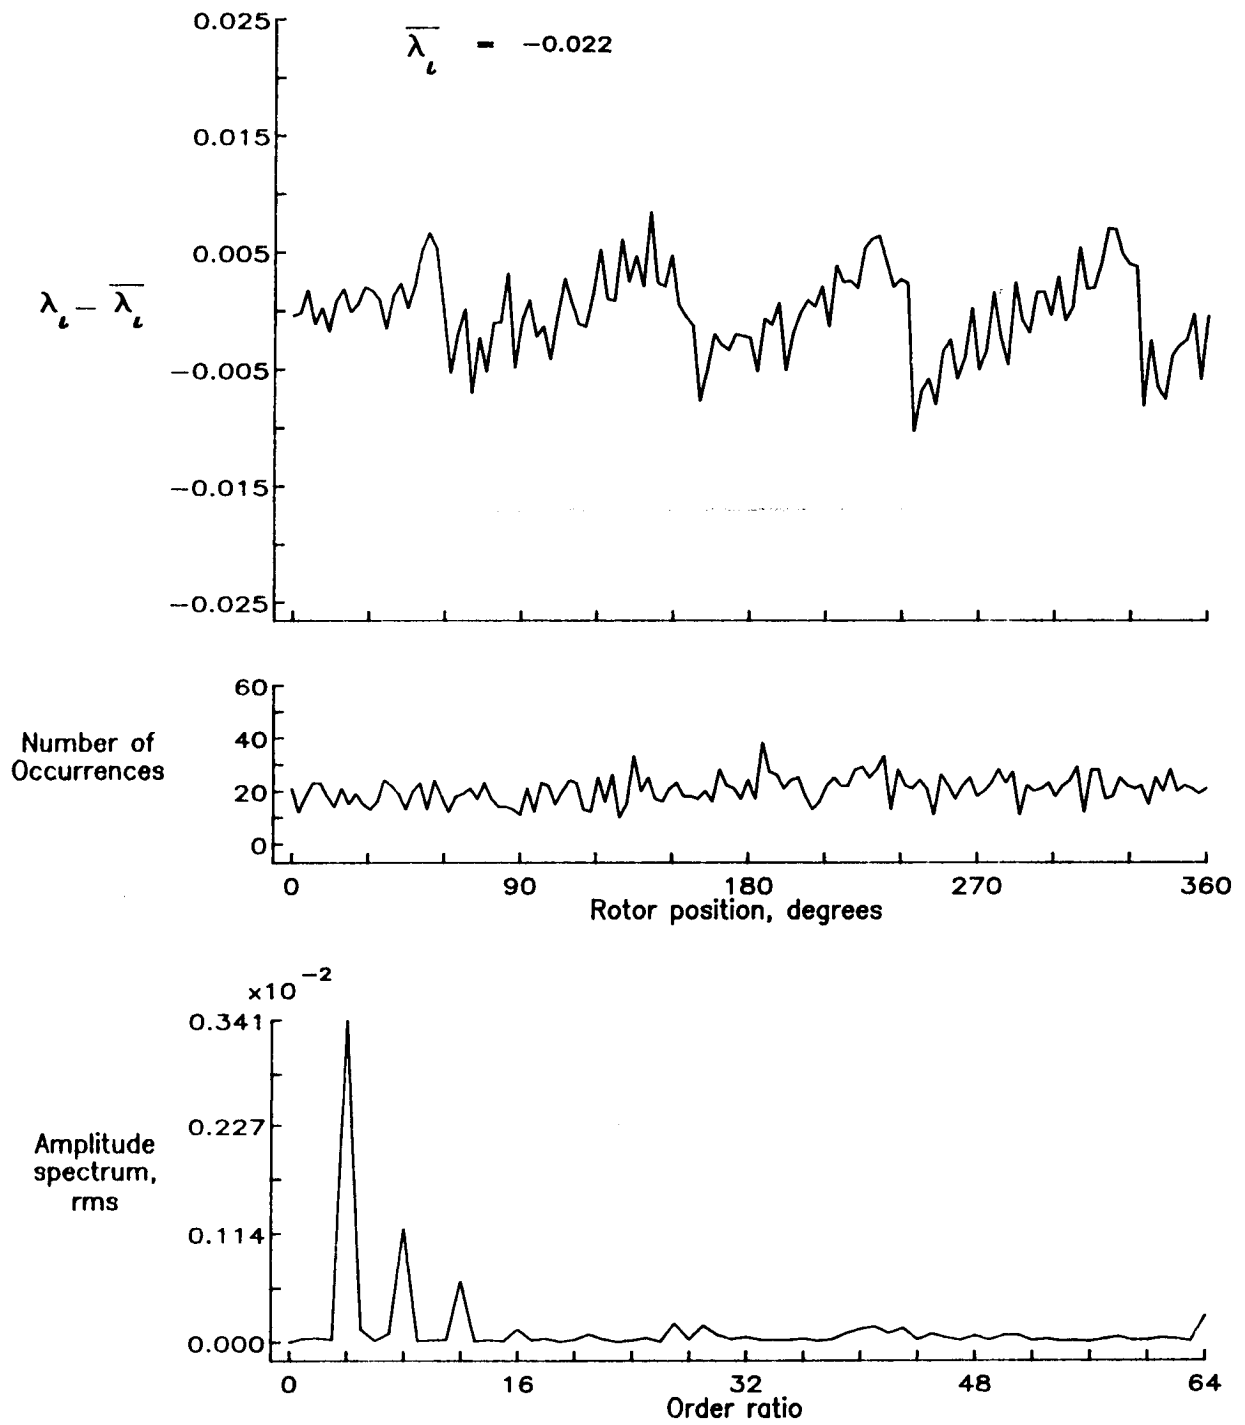 0.025
λ̅ι = −0.022
0.015
0.005
λι − λ̅ι
−0.005
−0.015
−0.025
60
Number of
Occurrences
40
20
0
0 90 180 270 360
Rotor position, degrees
x10 −2
0.341
0.227
Amplitude
spectrum,
rms
0.114
0.000
0 16 32 48 64
Order ratio